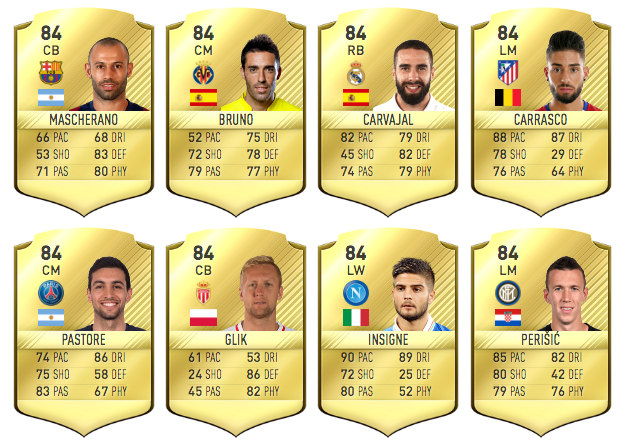 84
CB
MASCHERANO
66 PAC 68 DRI
53 SHO 83 DEF
71 PAS 80 PHY
84
CM
BRUNO
52 PAC 75 DRI
72 SHO 78 DEF
79 PAS 77 PHY
84
RB
CARVAJAL
82 PAC 79 DRI
45 SHO 82 DEF
74 PAS 79 PHY
84
LM
CARRASCO
88 PAC 87 DRI
78 SHO 29 DEF
76 PAS 64 PHY
84
CM
PASTORE
74 PAC 86 DRI
75 SHO 58 DEF
83 PAS 67 PHY
84
CB
GLIK
61 PAC 53 DRI
24 SHO 86 DEF
45 PAS 82 PHY
84
LW
INSIGNE
90 PAC 89 DRI
72 SHO 25 DEF
80 PAS 52 PHY
84
LM
PERIŠIĆ
85 PAC 82 DRI
80 SHO 42 DEF
79 PAS 76 PHY